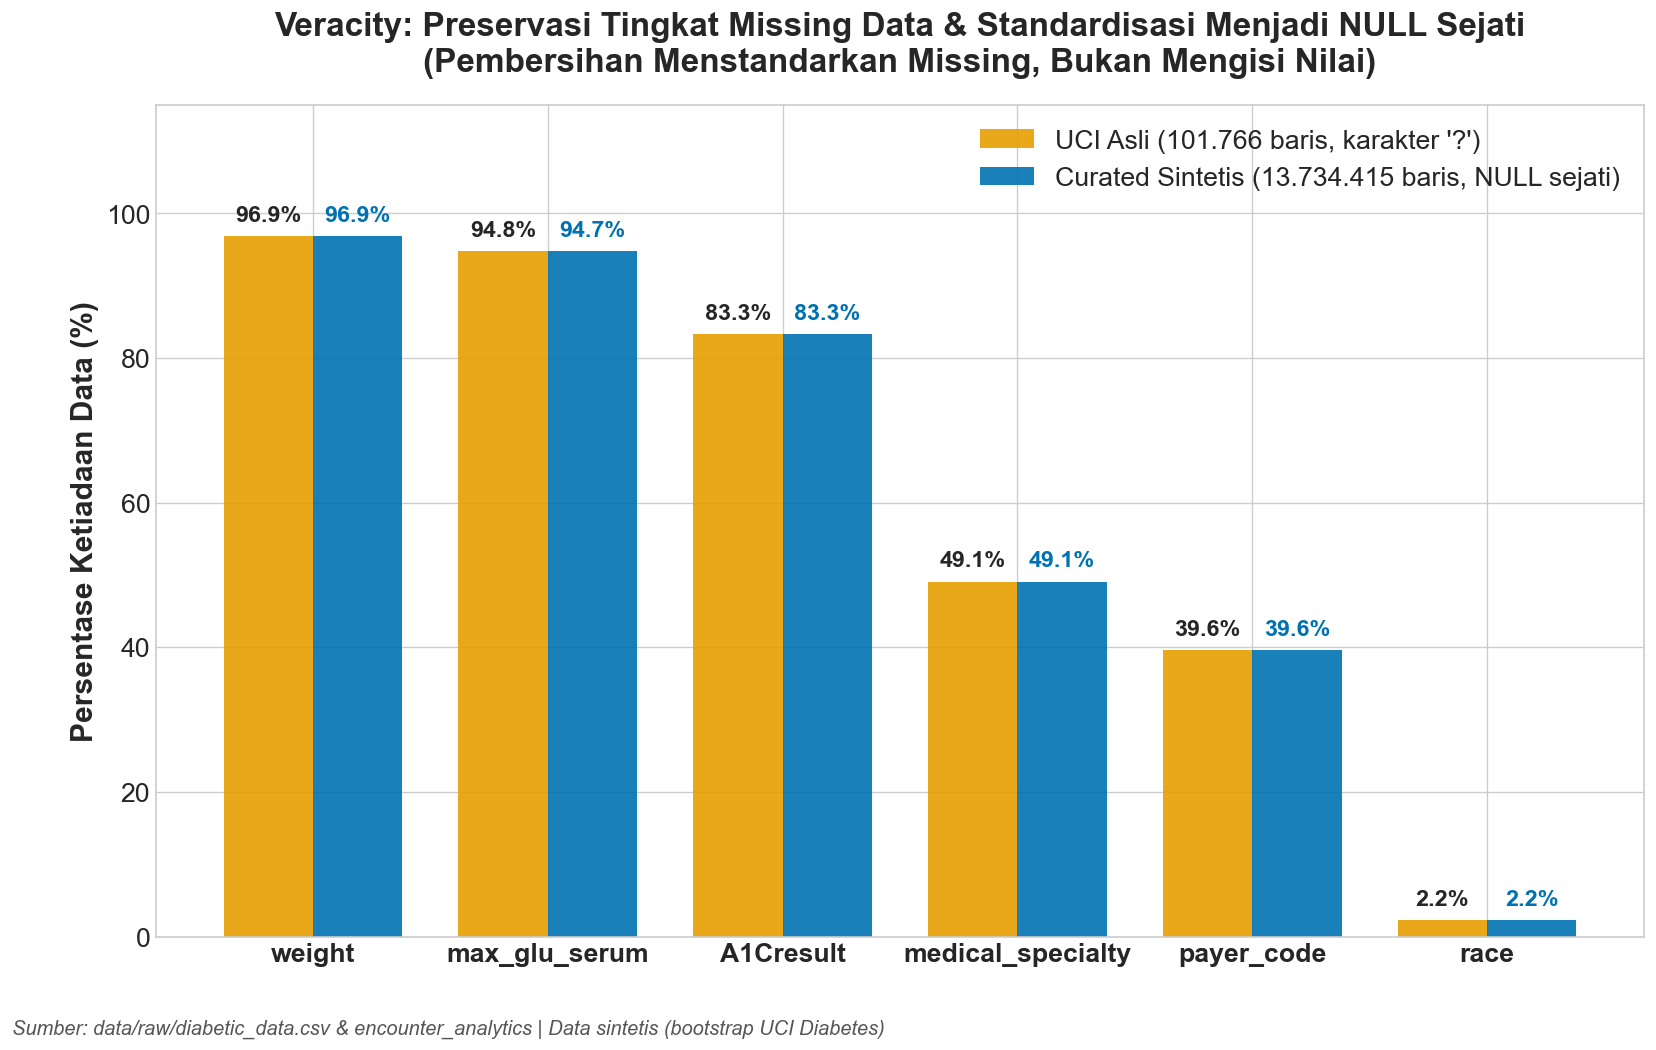 Veracity: Preservasi Tingkat Missing Data & Standardisasi Menjadi NULL Sejati
(Pembersihan Menstandarkan Missing, Bukan Mengisi Nilai)
UCI Asli (101.766 baris, karakter '?')
Curated Sintetis (13.734.415 baris, NULL sejati)
Persentase Ketiadaan Data (%)
100
80
60
40
20
0
96.9% 96.9%
94.8% 94.7%
83.3% 83.3%
49.1% 49.1%
39.6% 39.6%
2.2% 2.2%
weight max_glu_serum A1Cresult medical_specialty payer_code race
Sumber: data/raw/diabetic_data.csv & encounter_analytics | Data sintetis (bootstrap UCI Diabetes)